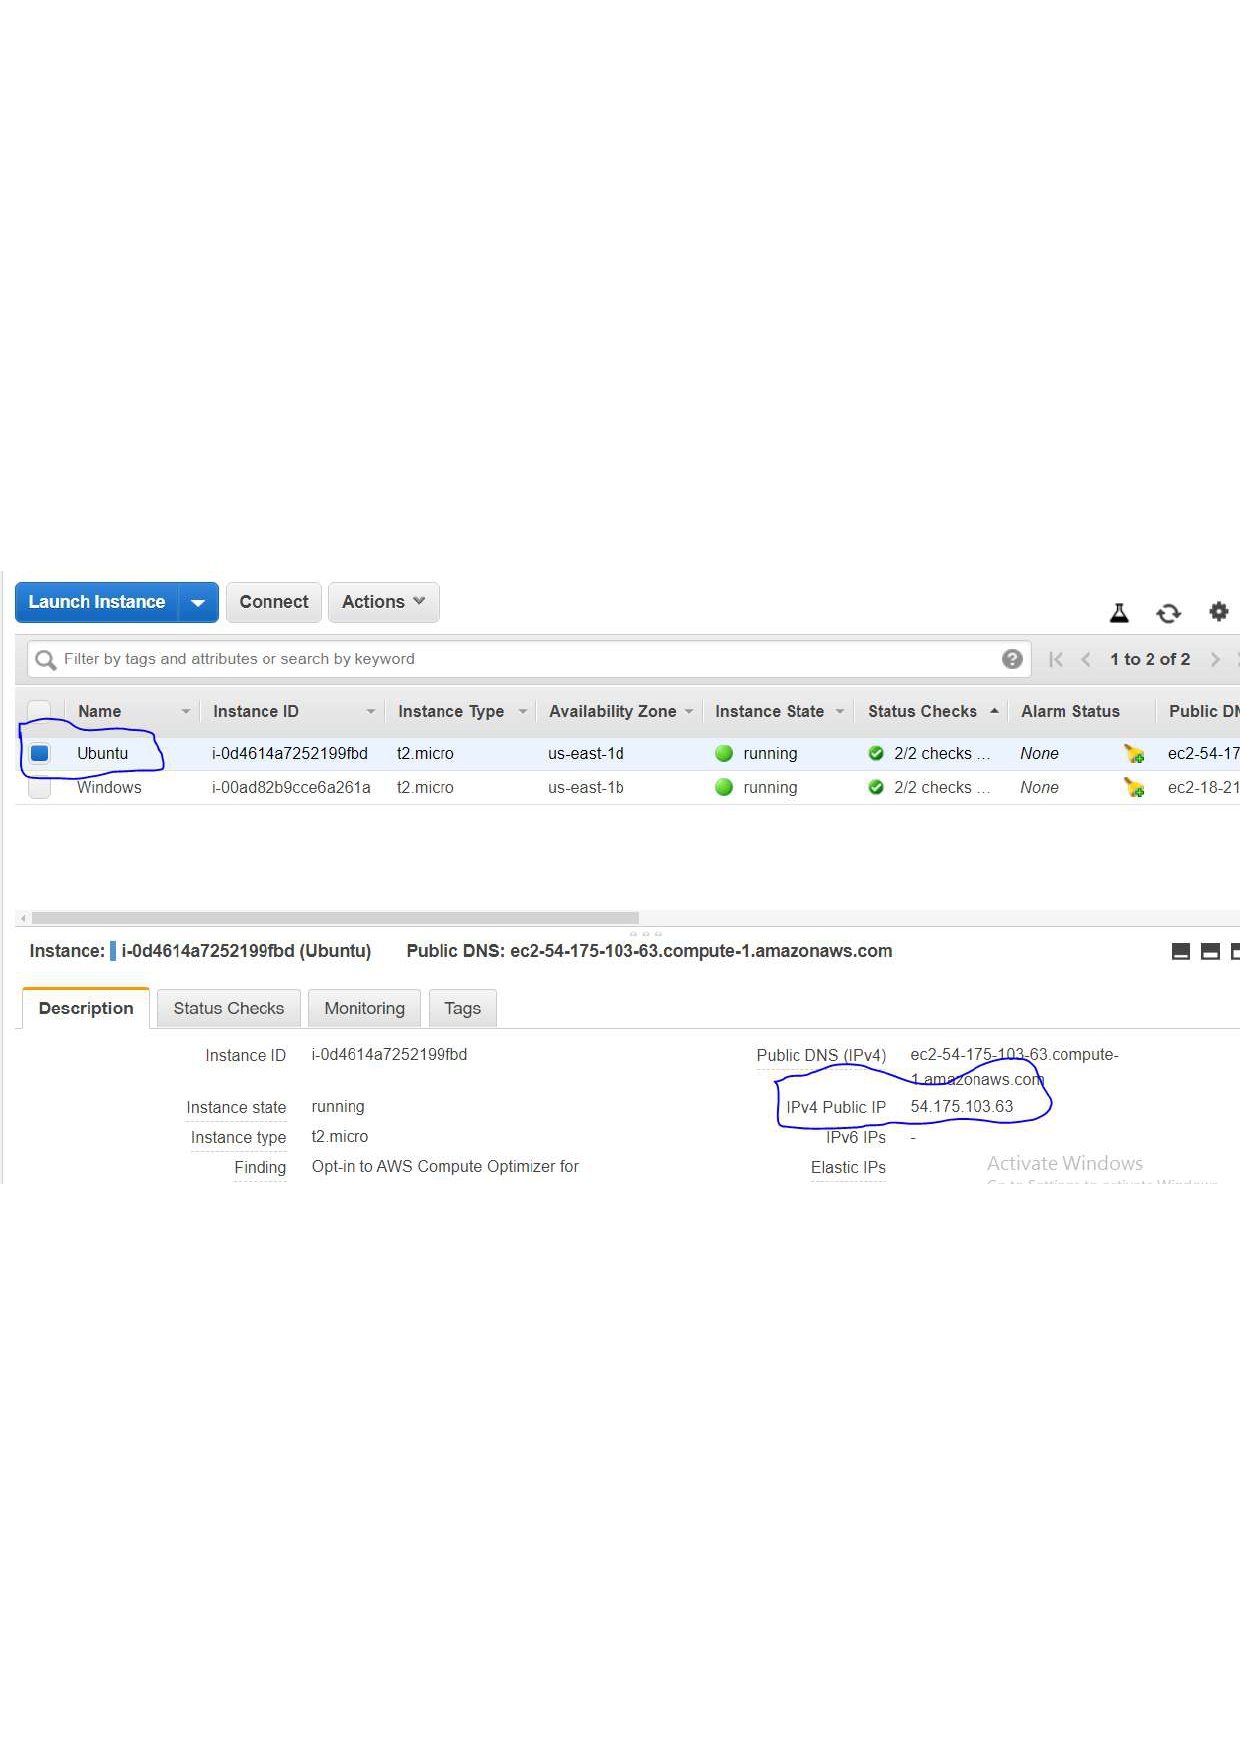 Launch Instance Connect Actions
Filter by tags and attributes or search by keyword ? 1 to 2 of 2
Name Instance ID Instance Type Availability Zone Instance State Status Checks Alarm Status Public DN
Ubuntu i-0d4614a7252199fbd t2.micro us-east-1d running 2/2 checks ... None ec2-54-17
Windows i-00ad82b9cce6a261a t2.micro us-east-1b running 2/2 checks ... None ec2-18-21
Instance: i-0d4614a7252199fbd (Ubuntu) Public DNS: ec2-54-175-103-63.compute-1.amazonaws.com
Description Status Checks Monitoring Tags
Instance ID i-0d4614a7252199fbd Public DNS (IPv4) ec2-54-175-103-63.compute-
1.amazonaws.com
Instance state running IPv4 Public IP 54.175.103.63
Instance type t2.micro IPv6 IPs -
Finding Opt-in to AWS Compute Optimizer for Elastic IPs
Activate Windows